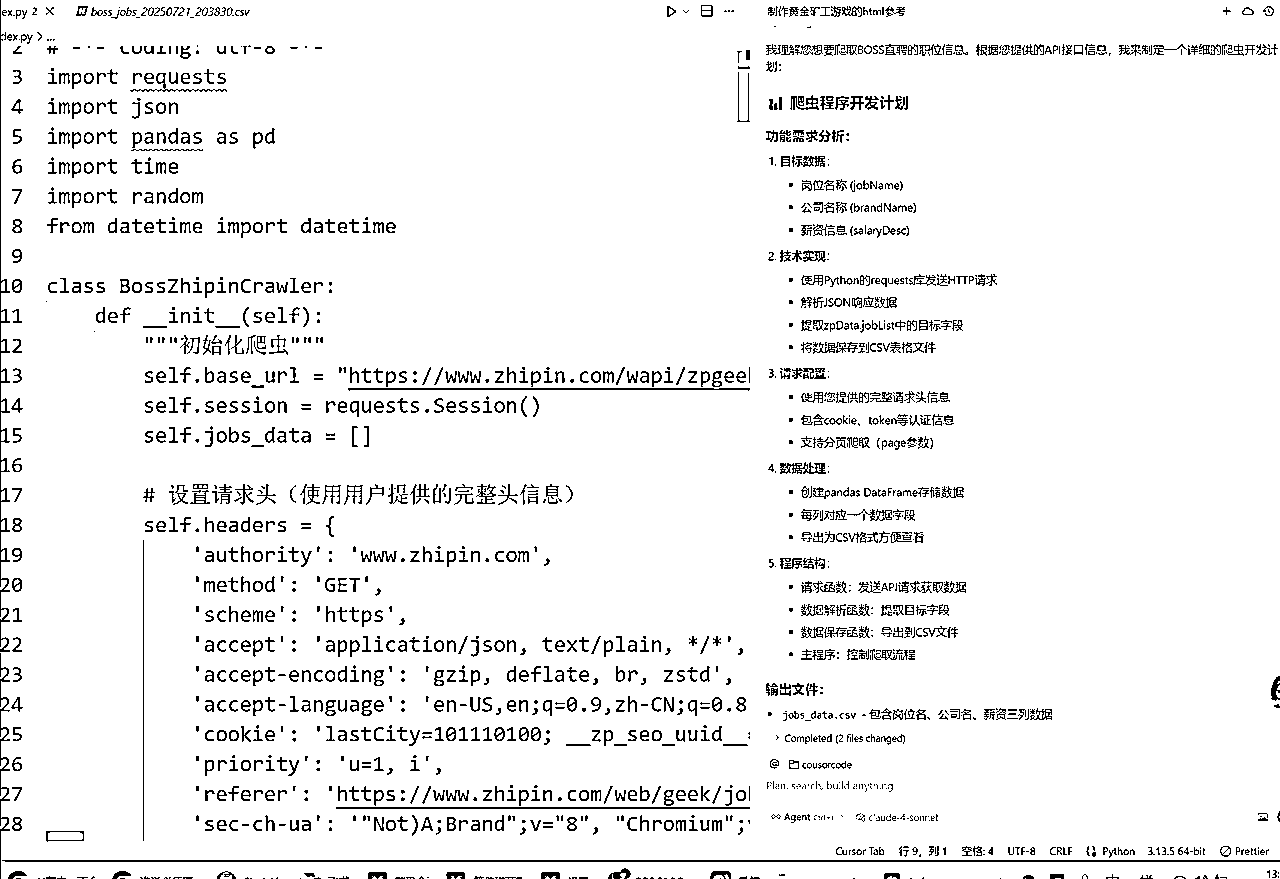 ex.py 2 × boss_jobs_20250721_203830.csv
dex.py > ...
2 # -*- coding: utf-8 -*-
3 import requests
4 import json
5 import pandas as pd
6 import time
7 import random
8 from datetime import datetime
9
10 class BossZhipinCrawler:
11 def __init__(self):
12 """初始化爬虫"""
13 self.base_url = "https://www.zhipin.com/wapi/zpgeek
14 self.session = requests.Session()
15 self.jobs_data = []
16
17 # 设置请求头（使用用户提供的完整头信息）
18 self.headers = {
19 'authority': 'www.zhipin.com',
20 'method': 'GET',
21 'scheme': 'https',
22 'accept': 'application/json, text/plain, */*',
23 'accept-encoding': 'gzip, deflate, br, zstd',
24 'accept-language': 'en-US,en;q=0.9,zh-CN;q=0.8
25 'cookie': 'lastCity=101110100; __zp_seo_uuid__=
26 'priority': 'u=1, i',
27 'referer': 'https://www.zhipin.com/web/geek/jo
28 'sec-ch-ua': '"Not)A;Brand";v="8", "Chromium";
制作黄金矿工游戏的html参考
我理解您想要爬取BOSS直聘的职位信息。根据您提供的API接口信息，我来制定一个详细的爬虫开发计
划：
爬虫程序开发计划
功能需求分析：
1. 目标数据：
• 岗位名称 (jobName)
• 公司名称 (brandName)
• 薪资信息 (salaryDesc)
2. 技术实现：
• 使用Python的requests库发送HTTP请求
• 解析JSON响应数据
• 提取zpData.jobList中的目标字段
• 将数据保存到CSV表格文件
3. 请求配置：
• 使用您提供的完整请求头信息
• 包含cookie、token等认证信息
• 支持分页爬取（page参数）
4. 数据处理：
• 创建pandas DataFrame存储数据
• 每列对应一个数据字段
• 导出为CSV格式方便查看
5. 程序结构：
• 请求函数：发送API请求获取数据
• 数据解析函数：提取目标字段
• 数据保存函数：导出到CSV文件
• 主程序：控制爬取流程
输出文件：
• jobs_data.csv - 包含岗位名、公司名、薪资三列数据
> Completed (2 files changed)
@ cousorcode
Plan, search, build anything
∞ Agent claude-4-sonnet
Cursor Tab 行 9，列 1 空格: 4 UTF-8 CRLF {} Python 3.13.5 64-bit Prettier